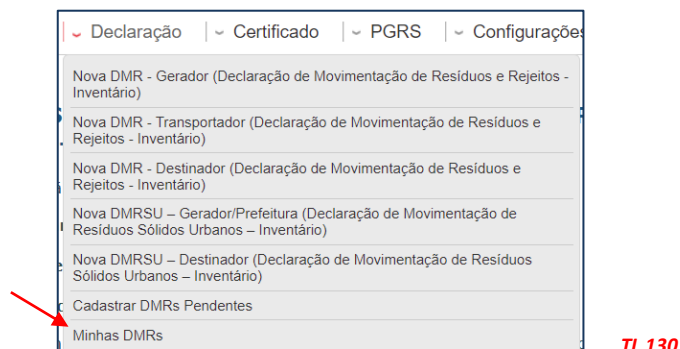 Declaração Certificado PGRS Configurações
Nova DMR - Gerador (Declaração de Movimentação de Resíduos e Rejeitos -
Inventário)
Nova DMR - Transportador (Declaração de Movimentação de Resíduos e
Rejeitos - Inventário)
Nova DMR - Destinador (Declaração de Movimentação de Resíduos e
Rejeitos - Inventário)
Nova DMRSU – Gerador/Prefeitura (Declaração de Movimentação de
Resíduos Sólidos Urbanos – Inventário)
Nova DMRSU – Destinador (Declaração de Movimentação de Resíduos
Sólidos Urbanos – Inventário)
Cadastrar DMRs Pendentes
Minhas DMRs
TL 130